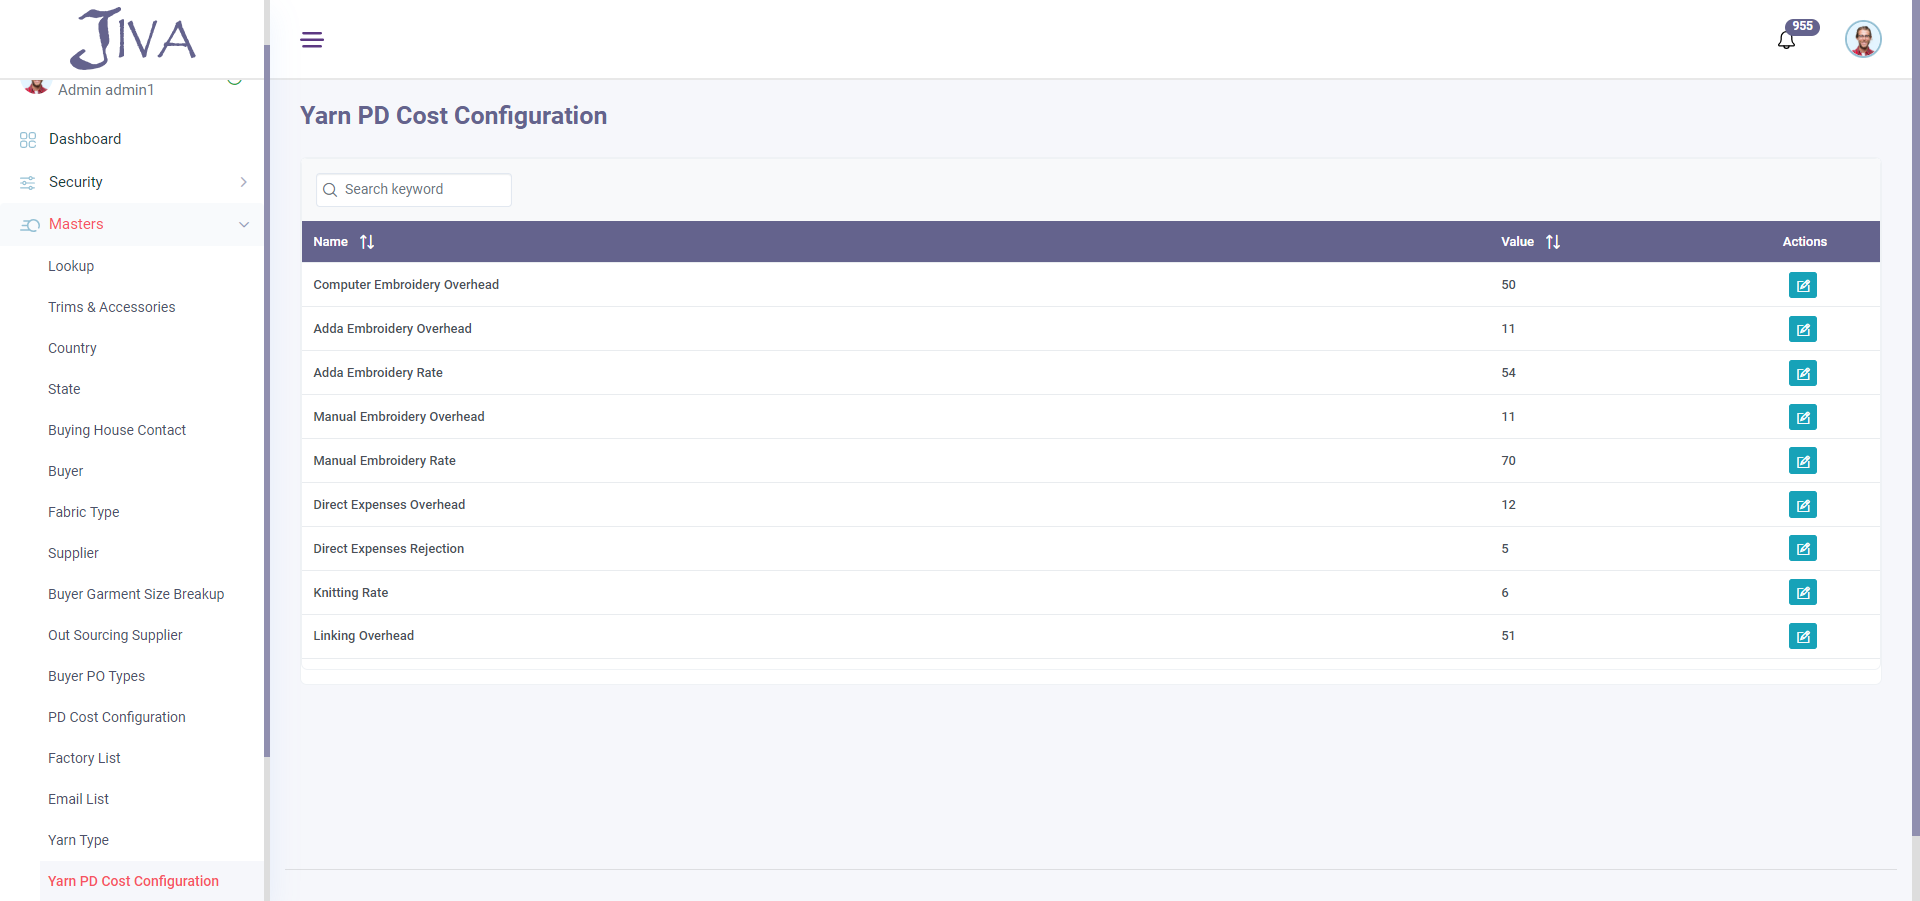 JIVA
955
Admin admin1
Dashboard
Security
Masters
Lookup
Trims & Accessories
Country
State
Buying House Contact
Buyer
Fabric Type
Supplier
Buyer Garment Size Breakup
Out Sourcing Supplier
Buyer PO Types
PD Cost Configuration
Factory List
Email List
Yarn Type
Yarn PD Cost Configuration
Yarn PD Cost Configuration
Search keyword
Name Value Actions
Computer Embroidery Overhead 50
Adda Embroidery Overhead 11
Adda Embroidery Rate 54
Manual Embroidery Overhead 11
Manual Embroidery Rate 70
Direct Expenses Overhead 12
Direct Expenses Rejection 5
Knitting Rate 6
Linking Overhead 51